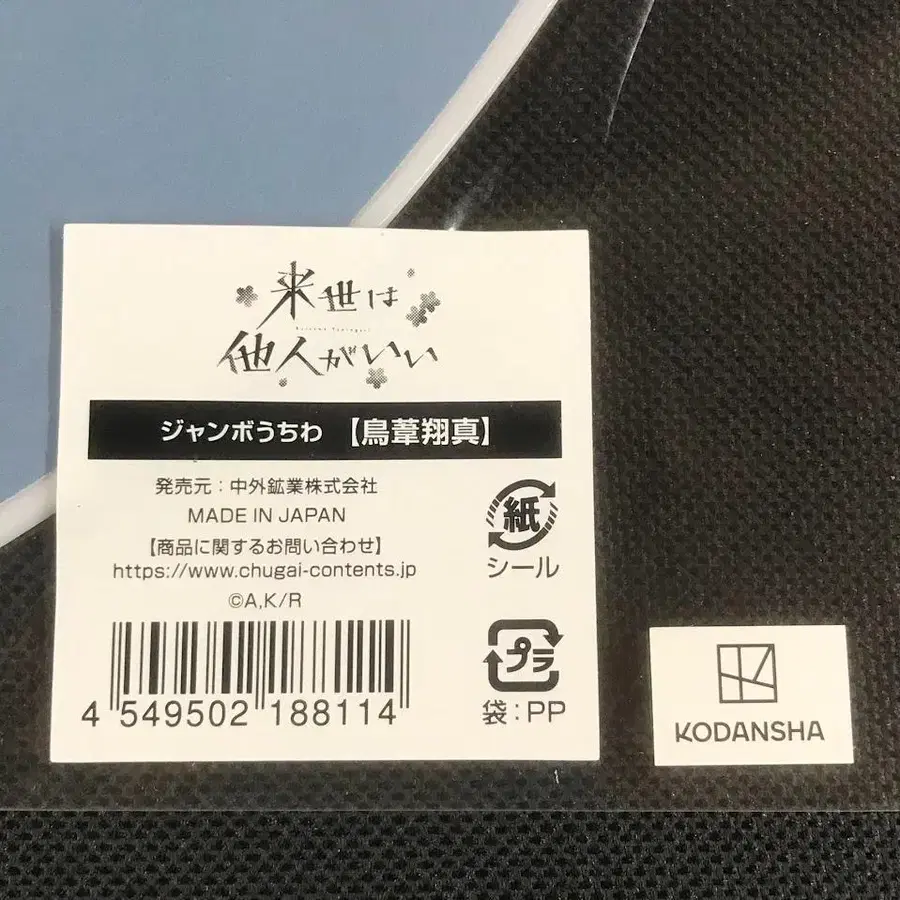 来世は
他人がいい
ジャンボうちわ 【鳥葦翔真】
発売元：中外鉱業株式会社
MADE IN JAPAN
【商品に関するお問い合わせ】
https://www.chugai-contents.jp
©A,K/R
4 549502 188114
紙
シール
プラ
袋：PP
KODANSHA